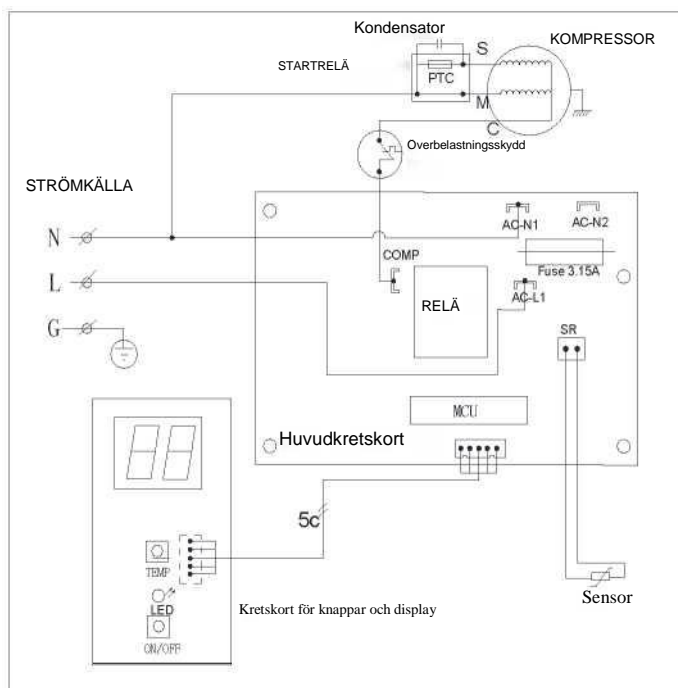 Kondensator
KOMPRESSOR
STARTRELÄ
S
PTC
M
C
Overbelastningsskydd
STRÖMKÄLLA
N
L
G
AC-N1
AC-N2
COMP
Fuse 3.15A
RELÄ
AC-L1
SR
MCU
Huvudkretskort
5c
TEMP
LED
ON/OFF
Kretskort för knappar och display
Sensor